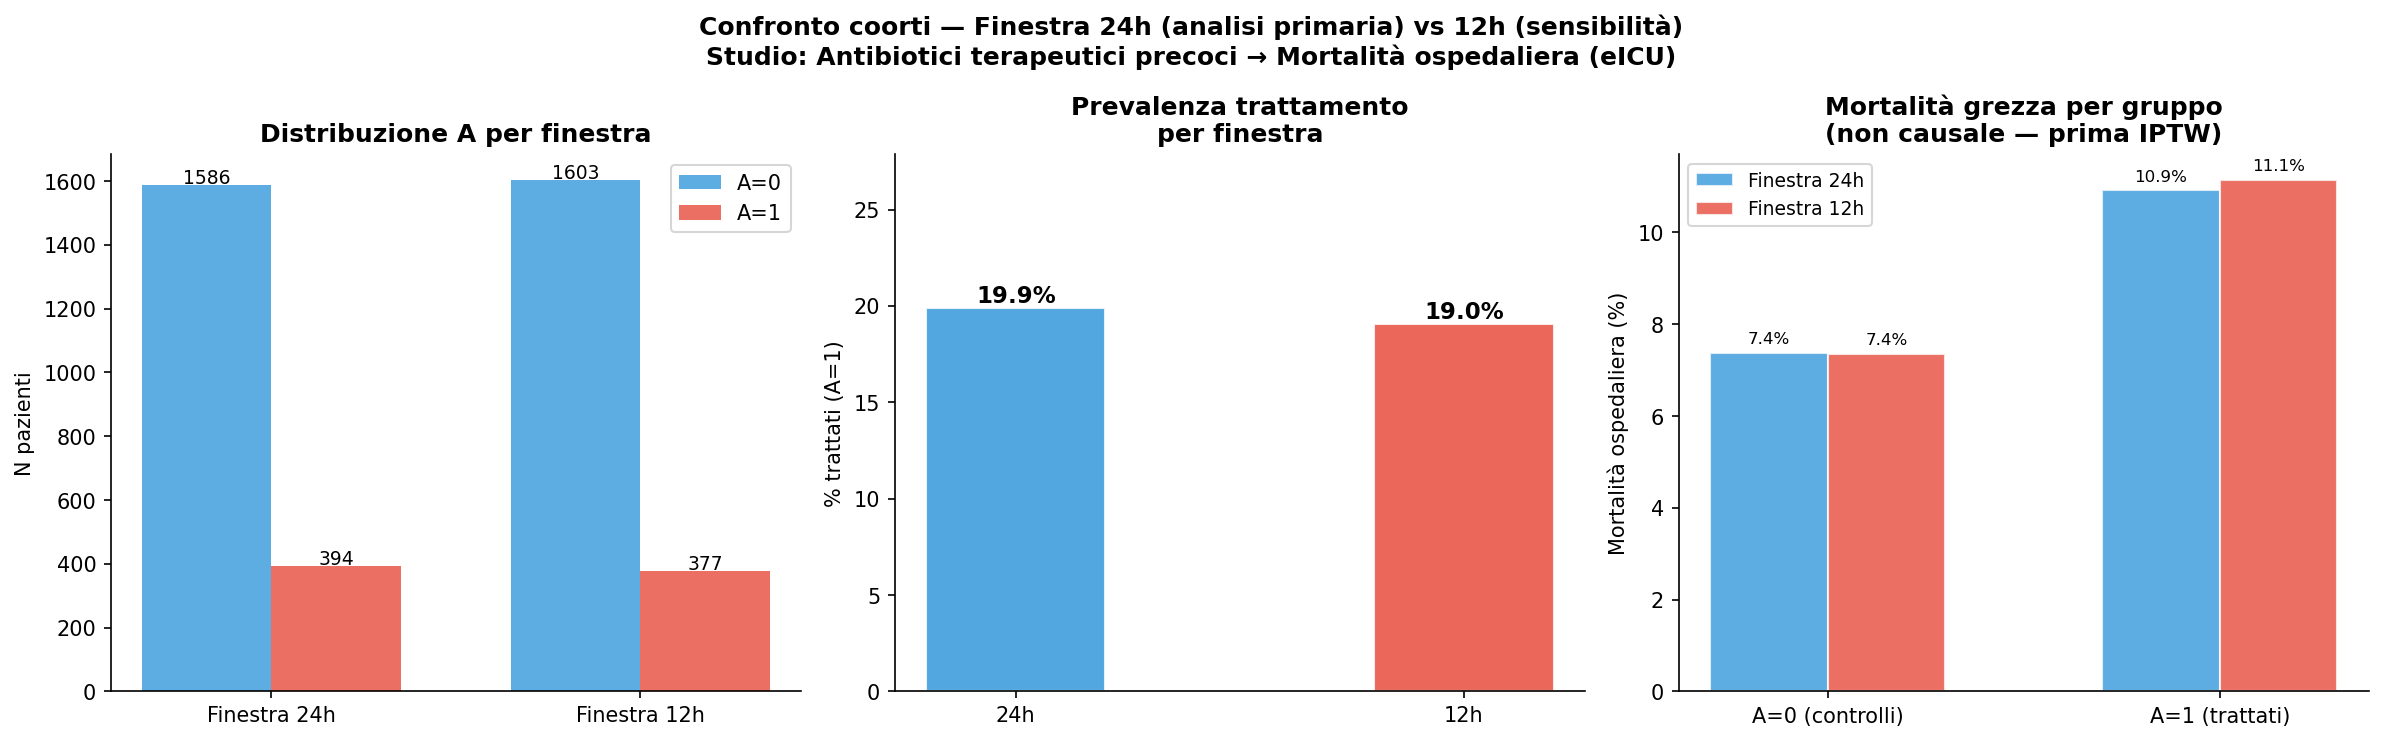 Confronto coorti — Finestra 24h (analisi primaria) vs 12h (sensibilità)
Studio: Antibiotici terapeutici precoci → Mortalità ospedaliera (eICU)
Distribuzione A per finestra
N pazienti
1600
1400
1200
1000
800
600
400
200
0
1586
394
1603
377
A=0
A=1
Finestra 24h
Finestra 12h
Prevalenza trattamento
per finestra
% trattati (A=1)
25
20
15
10
5
0
19.9%
19.0%
24h
12h
Mortalità grezza per gruppo
(non causale — prima IPTW)
Mortalità ospedaliera (%)
10
8
6
4
2
0
Finestra 24h
Finestra 12h
7.4%
7.4%
10.9%
11.1%
A=0 (controlli)
A=1 (trattati)